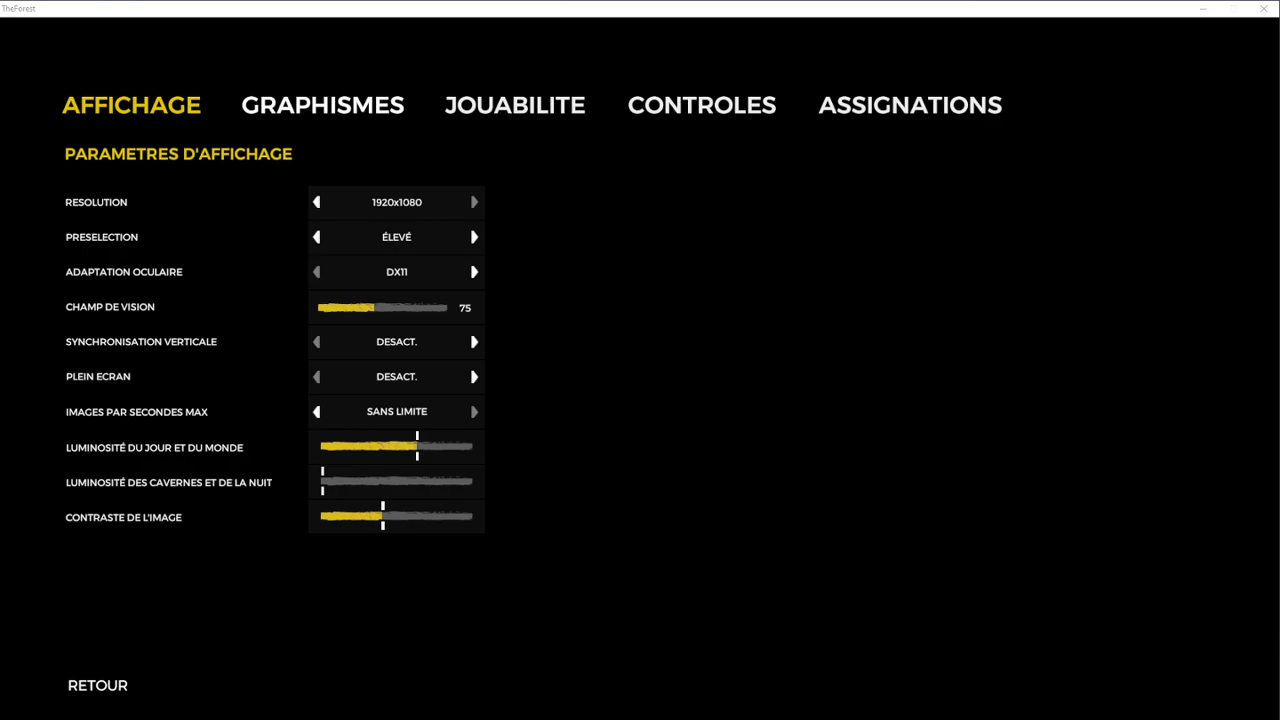 TheForest
AFFICHAGE GRAPHISMES JOUABILITE CONTROLES ASSIGNATIONS
PARAMETRES D'AFFICHAGE
RESOLUTION 1920x1080
PRESELECTION ÉLEVÉ
ADAPTATION OCULAIRE DX11
CHAMP DE VISION 75
SYNCHRONISATION VERTICALE DESACT.
PLEIN ECRAN DESACT.
IMAGES PAR SECONDES MAX SANS LIMITE
LUMINOSITÉ DU JOUR ET DU MONDE
LUMINOSITÉ DES CAVERNES ET DE LA NUIT
CONTRASTE DE L'IMAGE
RETOUR